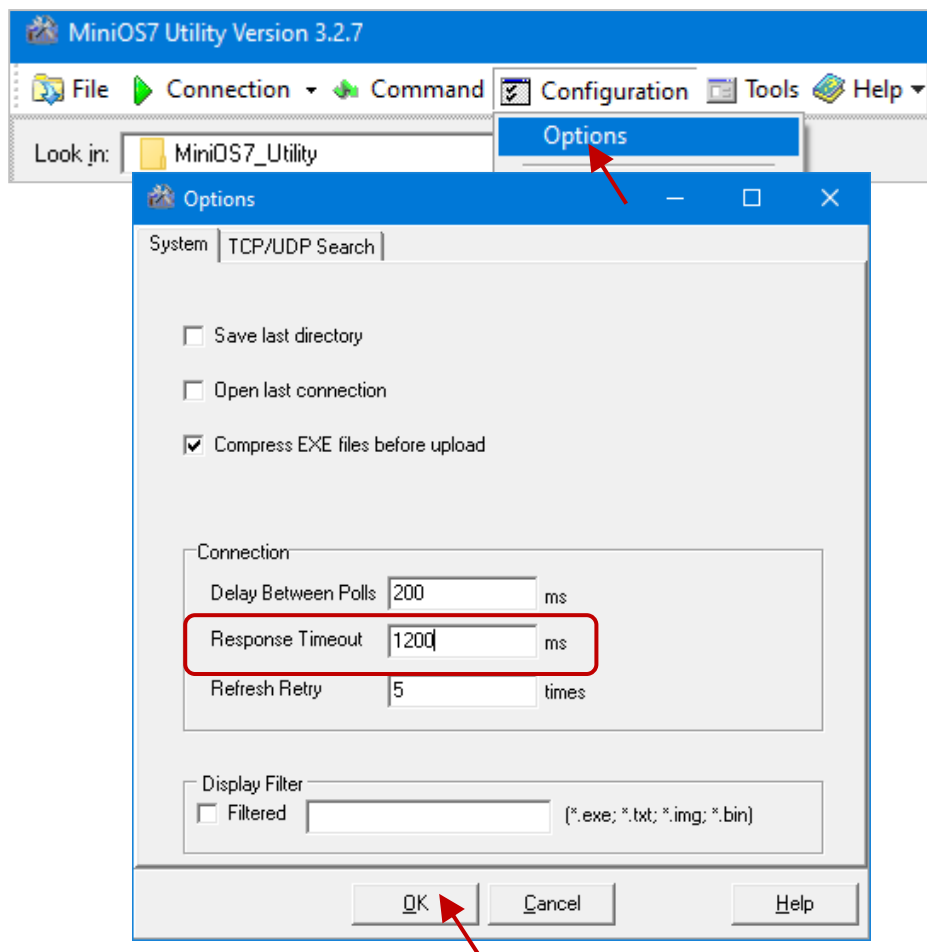 MiniOS7 Utility Version 3.2.7
File Connection Command Configuration Tools Help
Look in: MiniOS7_Utility
Options
Options
System TCP/UDP Search
Save last directory
Open last connection
Compress EXE files before upload
Connection
Delay Between Polls 200 ms
Response Timeout 1200 ms
Refresh Retry 5 times
Display Filter
Filtered (*.exe; *.txt; *.img; *.bin)
OK Cancel Help